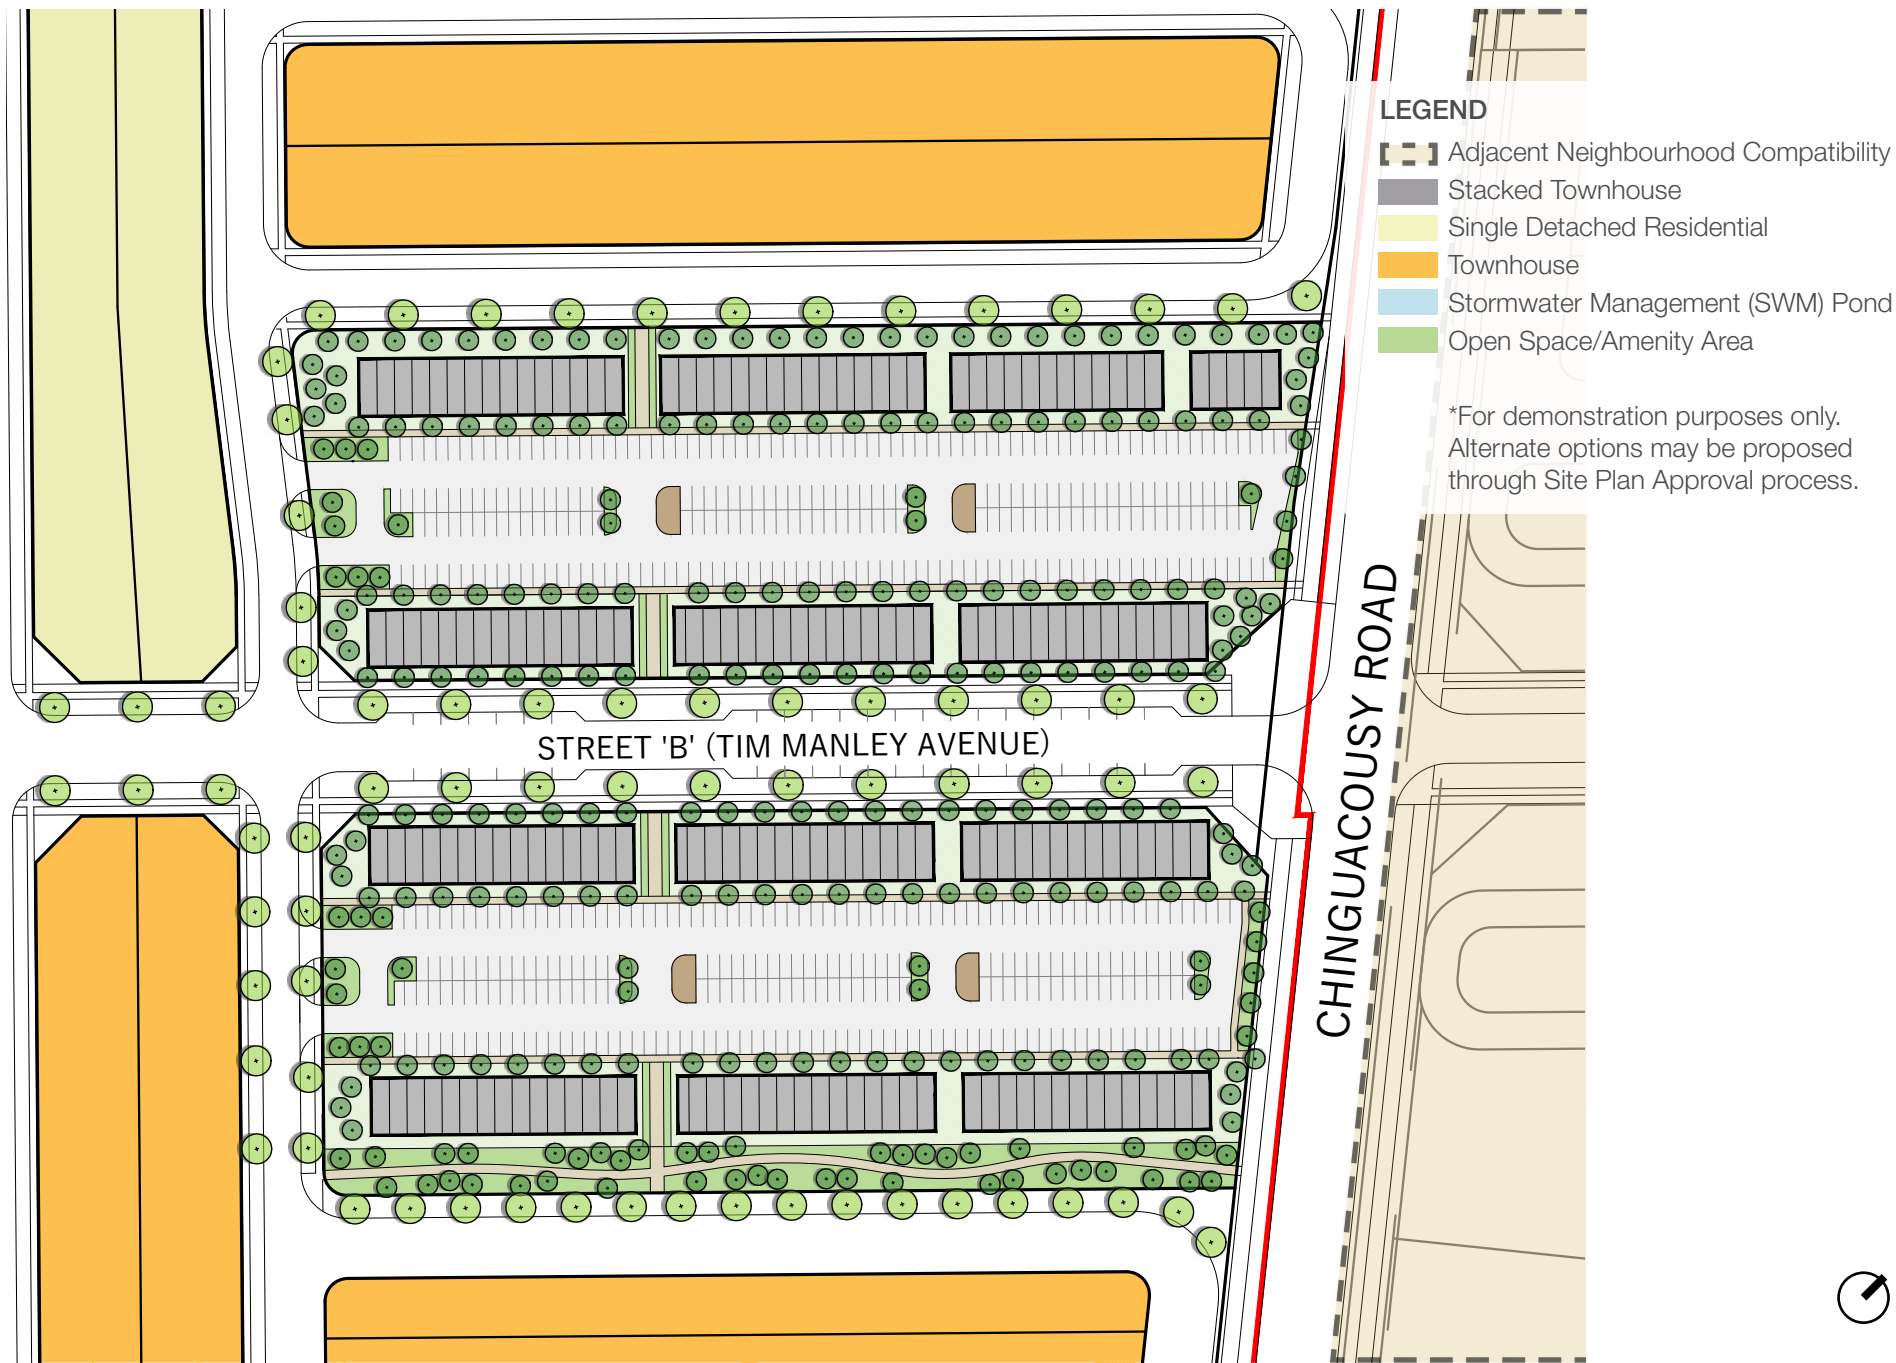 LEGEND
Adjacent Neighbourhood Compatibility
Stacked Townhouse
Single Detached Residential
Townhouse
Stormwater Management (SWM) Pond
Open Space/Amenity Area
*For demonstration purposes only.
Alternate options may be proposed
through Site Plan Approval process.
STREET 'B' (TIM MANLEY AVENUE)
CHINGUACOUSY ROAD